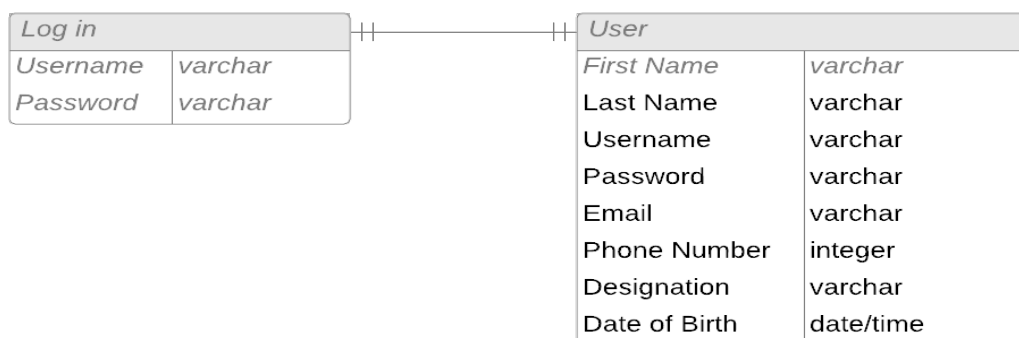 Log in
Username varchar
Password varchar
User
First Name varchar
Last Name varchar
Username varchar
Password varchar
Email varchar
Phone Number integer
Designation varchar
Date of Birth date/time